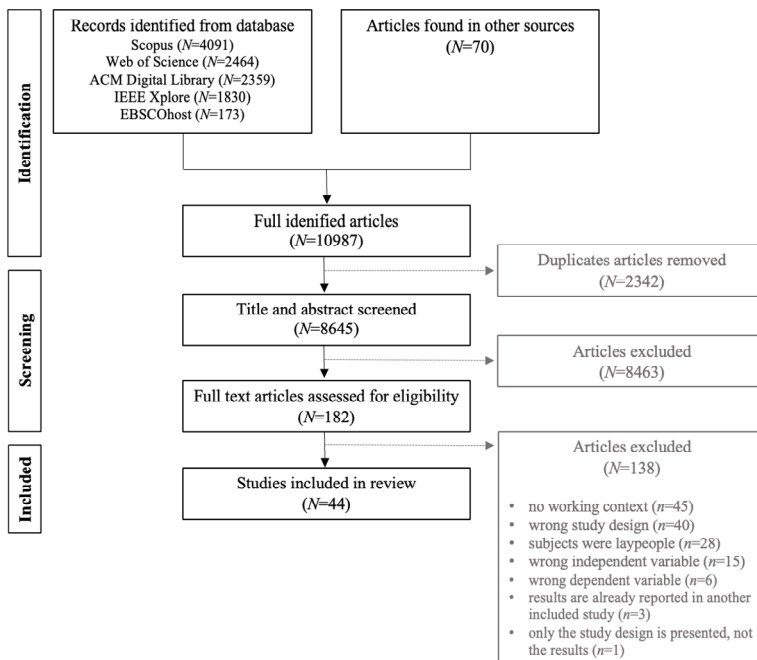 Identification
Records identified from database
Scopus (N=4091)
Web of Science (N=2464)
ACM Digital Library (N=2359)
IEEE Xplore (N=1830)
EBSCOhost (N=173)
Articles found in other sources
(N=70)
Full idenified articles
(N=10987)
Duplicates articles removed
(N=2342)
Screening
Title and abstract screened
(N=8645)
Articles excluded
(N=8463)
Full text articles assessed for eligibility
(N=182)
Included
Studies included in review
(N=44)
Articles excluded
(N=138)
• no working context (n=45)
• wrong study design (n=40)
• subjects were laypeople (n=28)
• wrong independent variable (n=15)
• wrong dependent variable (n=6)
• results are already reported in another
included study (n=3)
• only the study design is presented, not
the results (n=1)